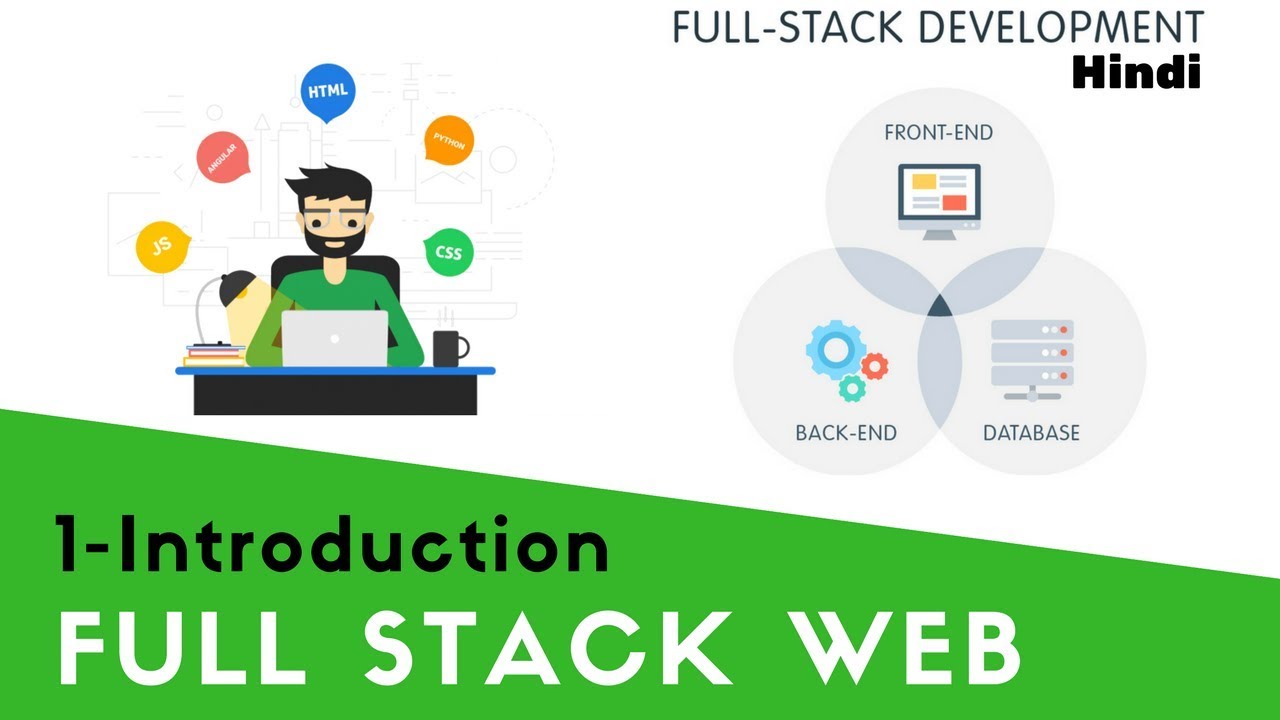 FULL-STACK DEVELOPMENT
Hindi
HTML
ANGULAR
PYTHON
JS
CSS
FRONT-END
BACK-END
DATABASE
1-Introduction
FULL STACK WEB